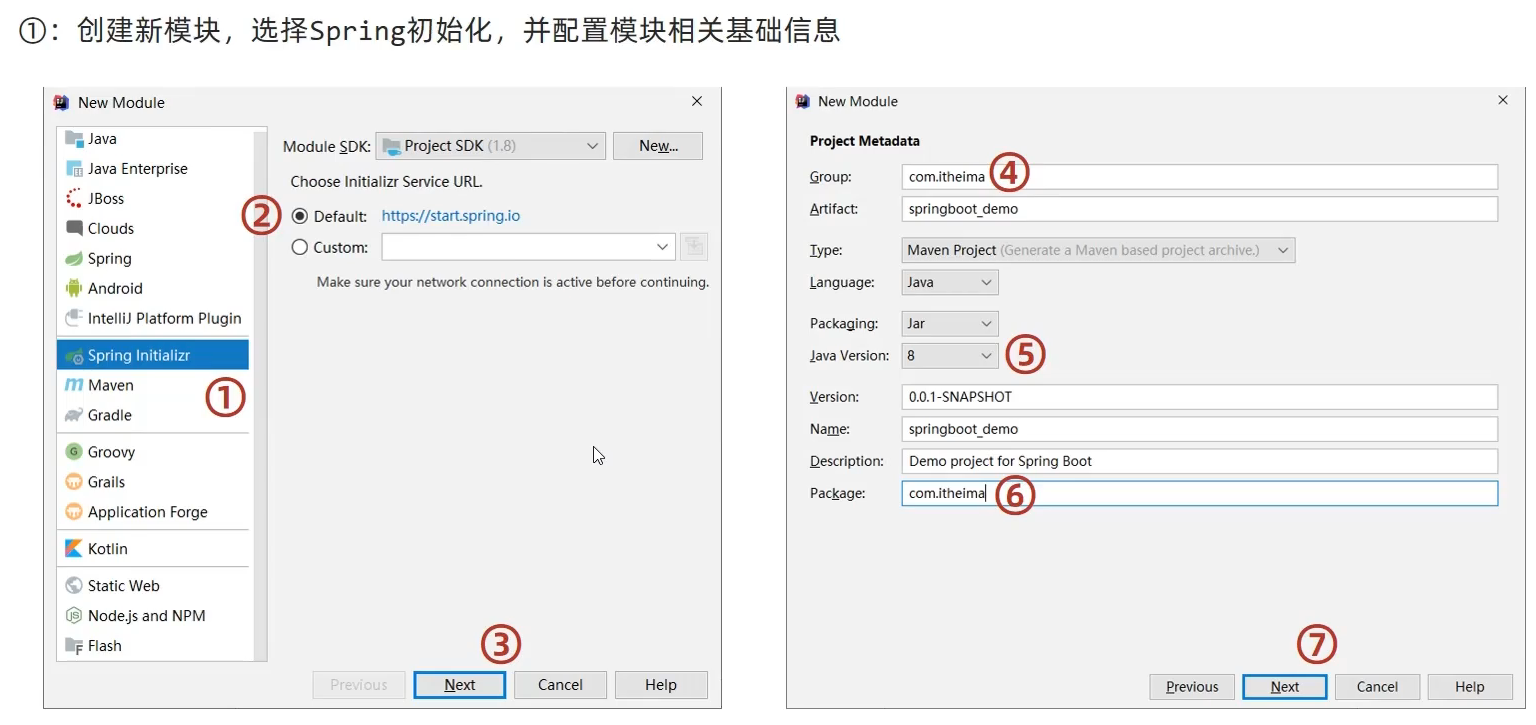 ①：创建新模块，选择Spring初始化，并配置模块相关基础信息
New Module
Java
Java Enterprise
JBoss
Clouds
Spring
Android
IntelliJ Platform Plugin
Spring Initializr
①
Maven
Gradle
Groovy
Grails
Application Forge
Kotlin
Static Web
Node.js and NPM
Flash
Module SDK: Project SDK (1.8) New...
Choose Initializr Service URL.
② Default: https://start.spring.io
Custom:
Make sure your network connection is active before continuing.
③
Previous Next Cancel Help
New Module
Project Metadata
Group: com.itheima ④
Artifact: springboot_demo
Type: Maven Project (Generate a Maven based project archive.)
Language: Java
Packaging: Jar
Java Version: 8 ⑤
Version: 0.0.1-SNAPSHOT
Name: springboot_demo
Description: Demo project for Spring Boot
Package: com.itheima ⑥
⑦
Previous Next Cancel Help